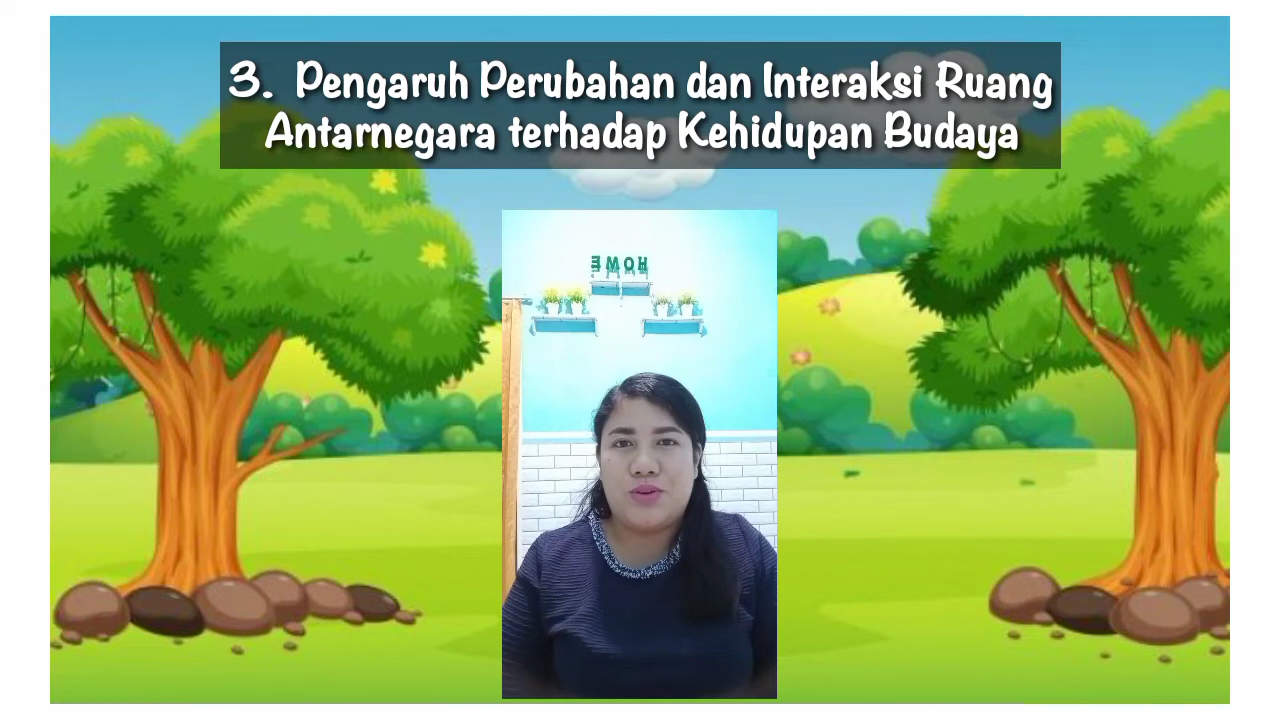 3. Pengaruh Perubahan dan Interaksi Ruang
Antarnegara terhadap Kehidupan Budaya
HOME